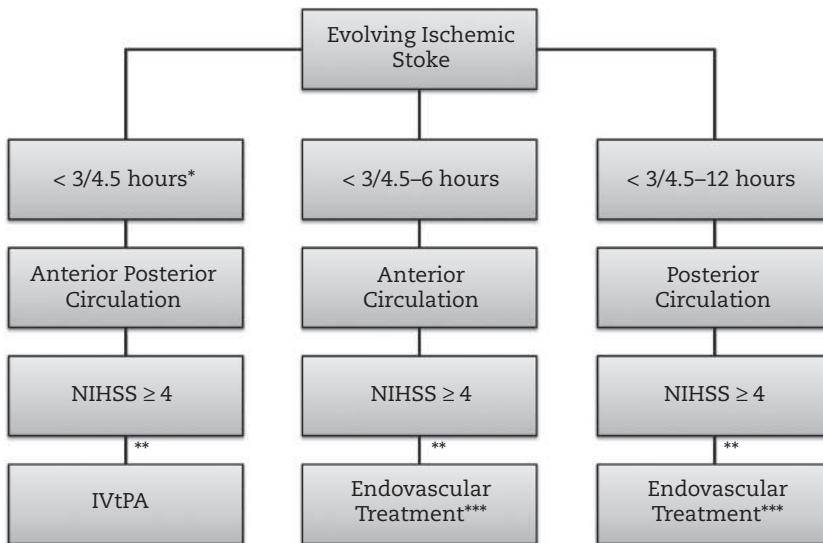 Evolving Ischemic
Stoke
< 3/4.5 hours*
< 3/4.5–6 hours
< 3/4.5–12 hours
Anterior Posterior
Circulation
Anterior
Circulation
Posterior
Circulation
NIHSS ≥ 4
NIHSS ≥ 4
NIHSS ≥ 4
**
**
**
IVtPA
Endovascular
Treatment***
Endovascular
Treatment***